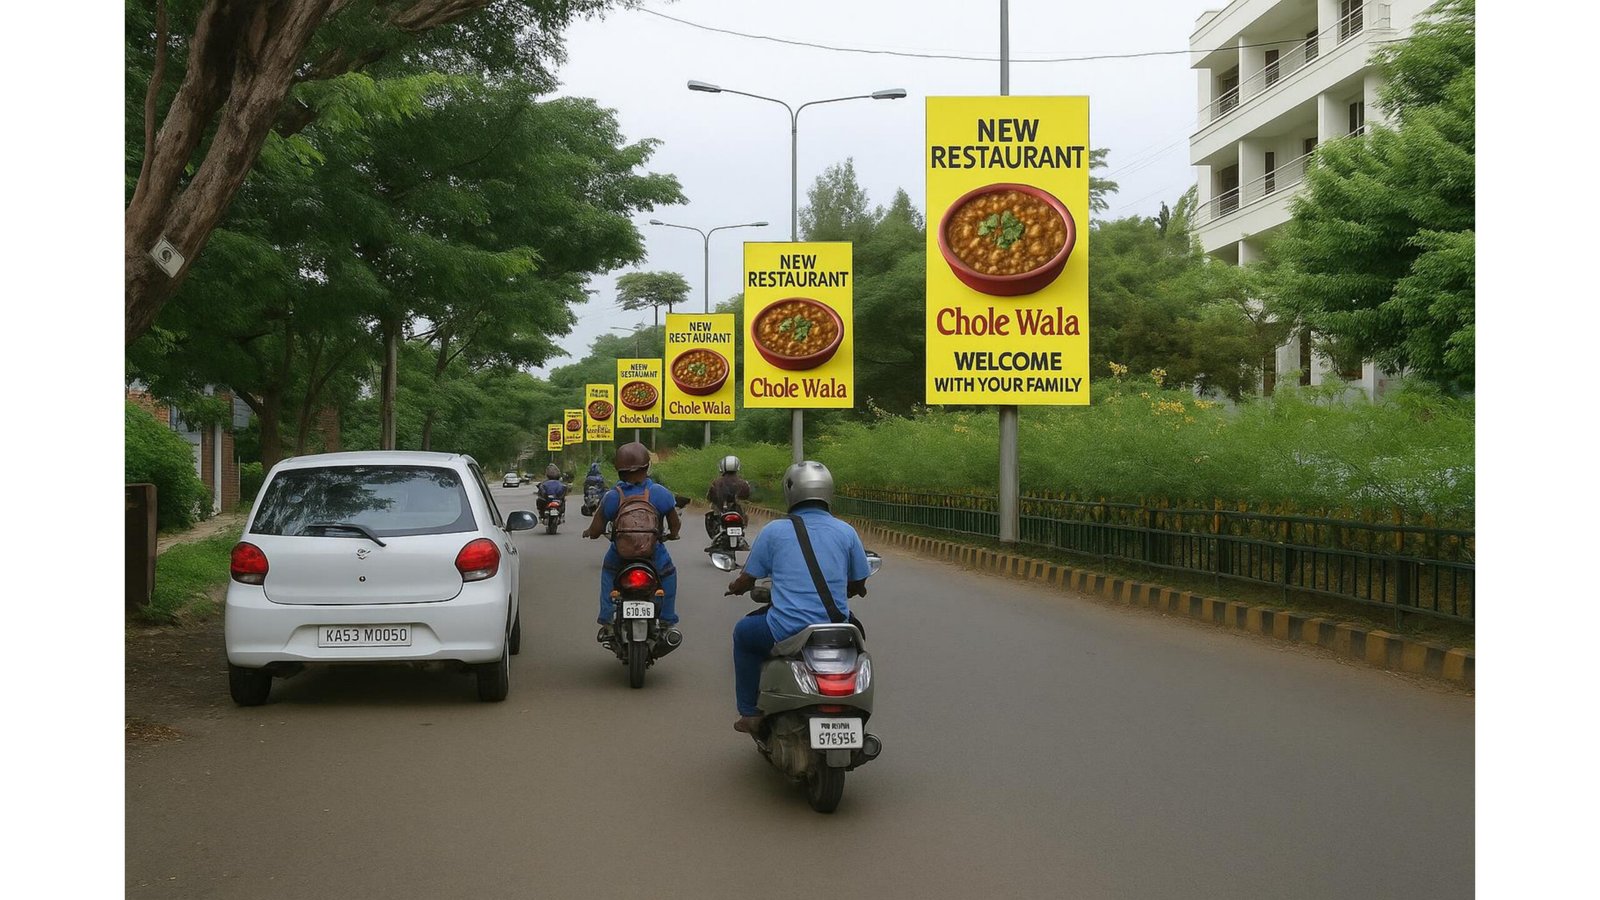 NEW
RESTAURANT
Chole Wala
WELCOME
WITH YOUR FAMILY
NEW
RESTAURANT
Chole Wala
NEW
RESTAURANT
Chole Wala
NEEW
Chole
KA53 M0050